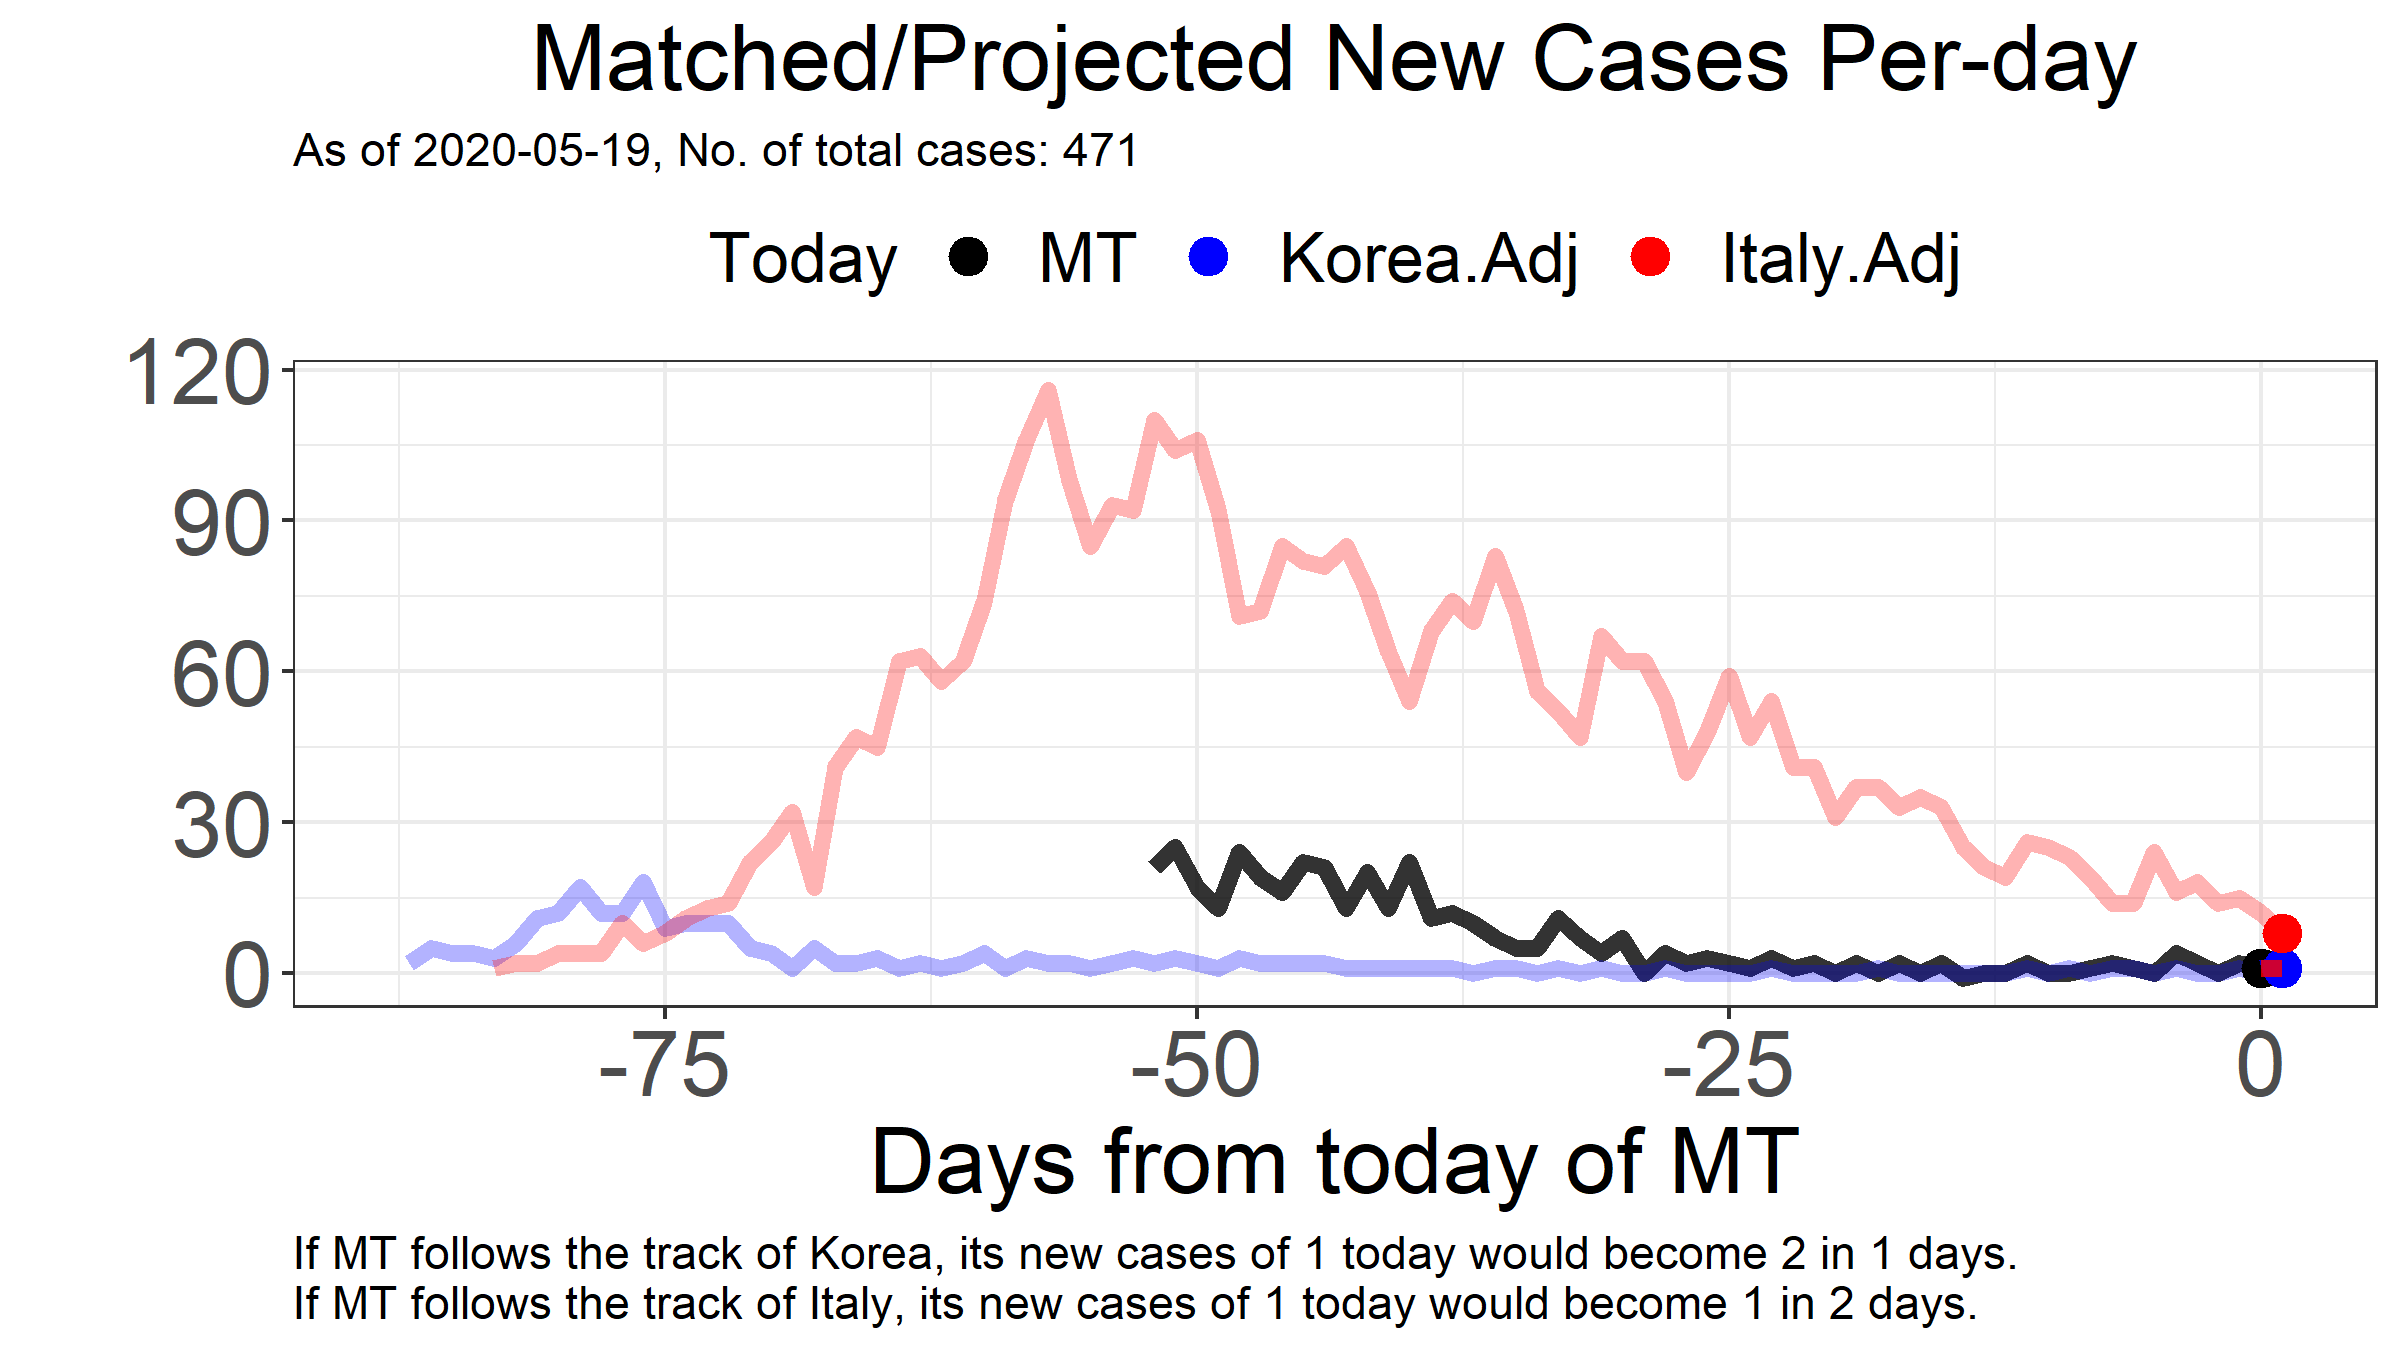 Matched/Projected New Cases Per-day
As of 2020-05-19, No. of total cases: 471
Today MT Korea.Adj Italy.Adj
120
90
60
30
0
-75 -50 -25 0
Days from today of MT
If MT follows the track of Korea, its new cases of 1 today would become 2 in 1 days.
If MT follows the track of Italy, its new cases of 1 today would become 1 in 2 days.